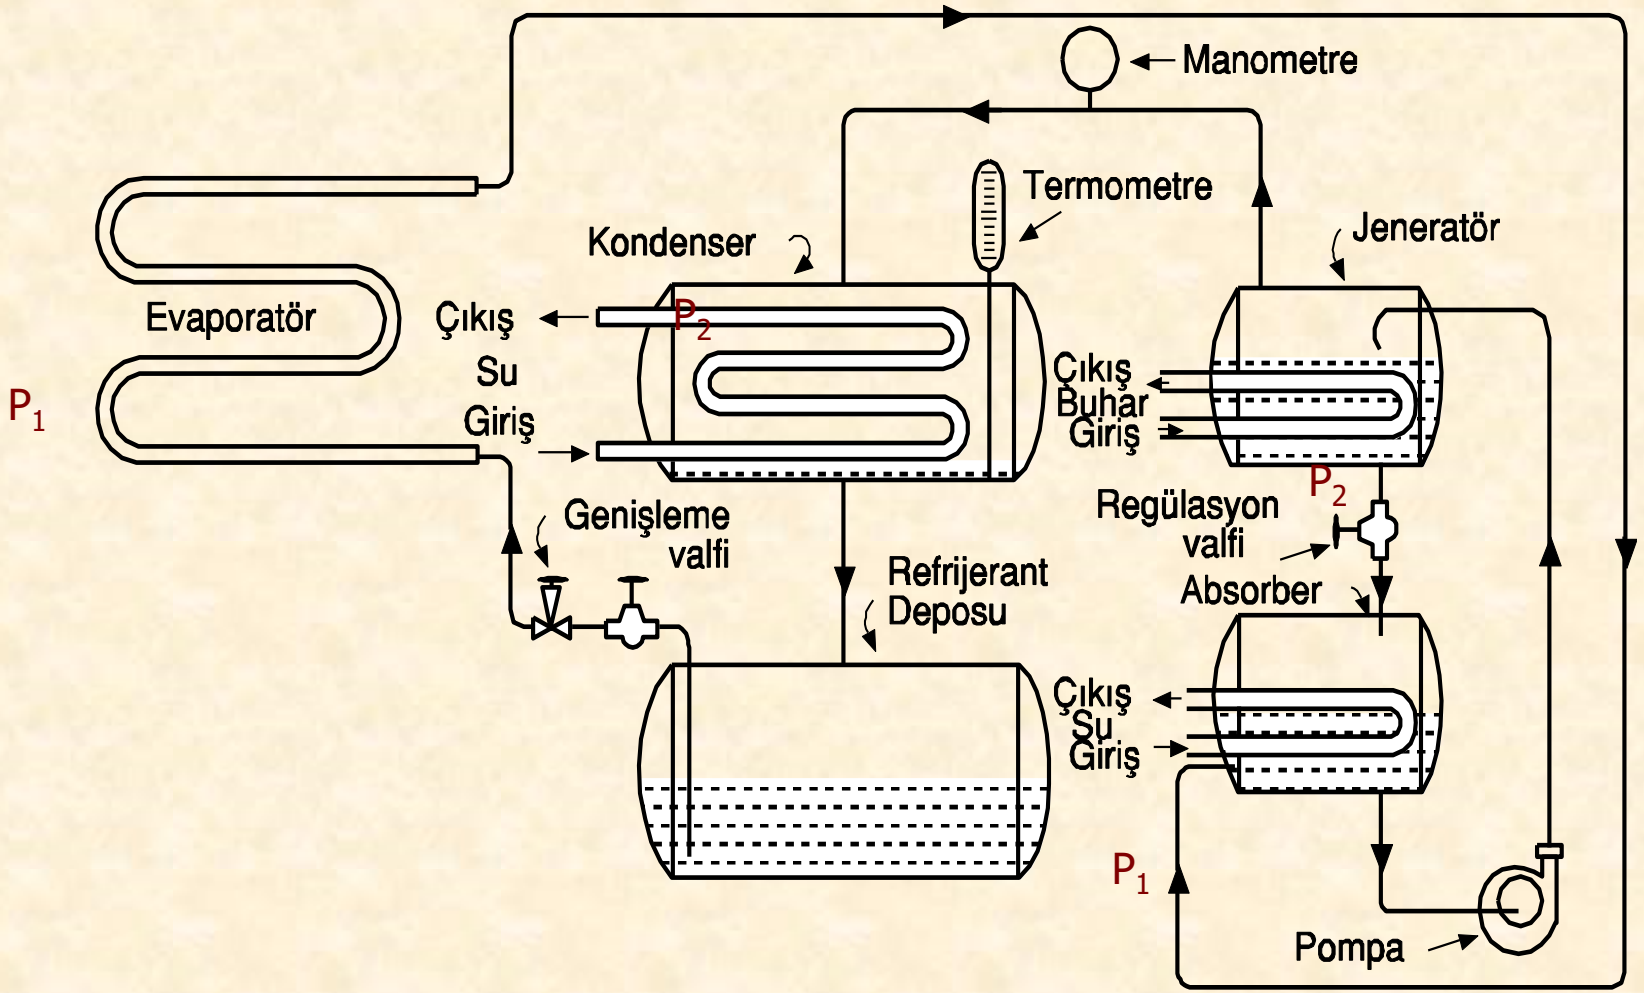 Manometre
Termometre
Kondenser
Jeneratör
P2
Evaporatör
Çıkış
Su
Giriş
P1
Çıkış
Buhar
Giriş
P2
Genişleme
valfi
Regülasyon
valfi
Refrijerant
Deposu
Absorber
Çıkış
Su
Giriş
P1
Pompa